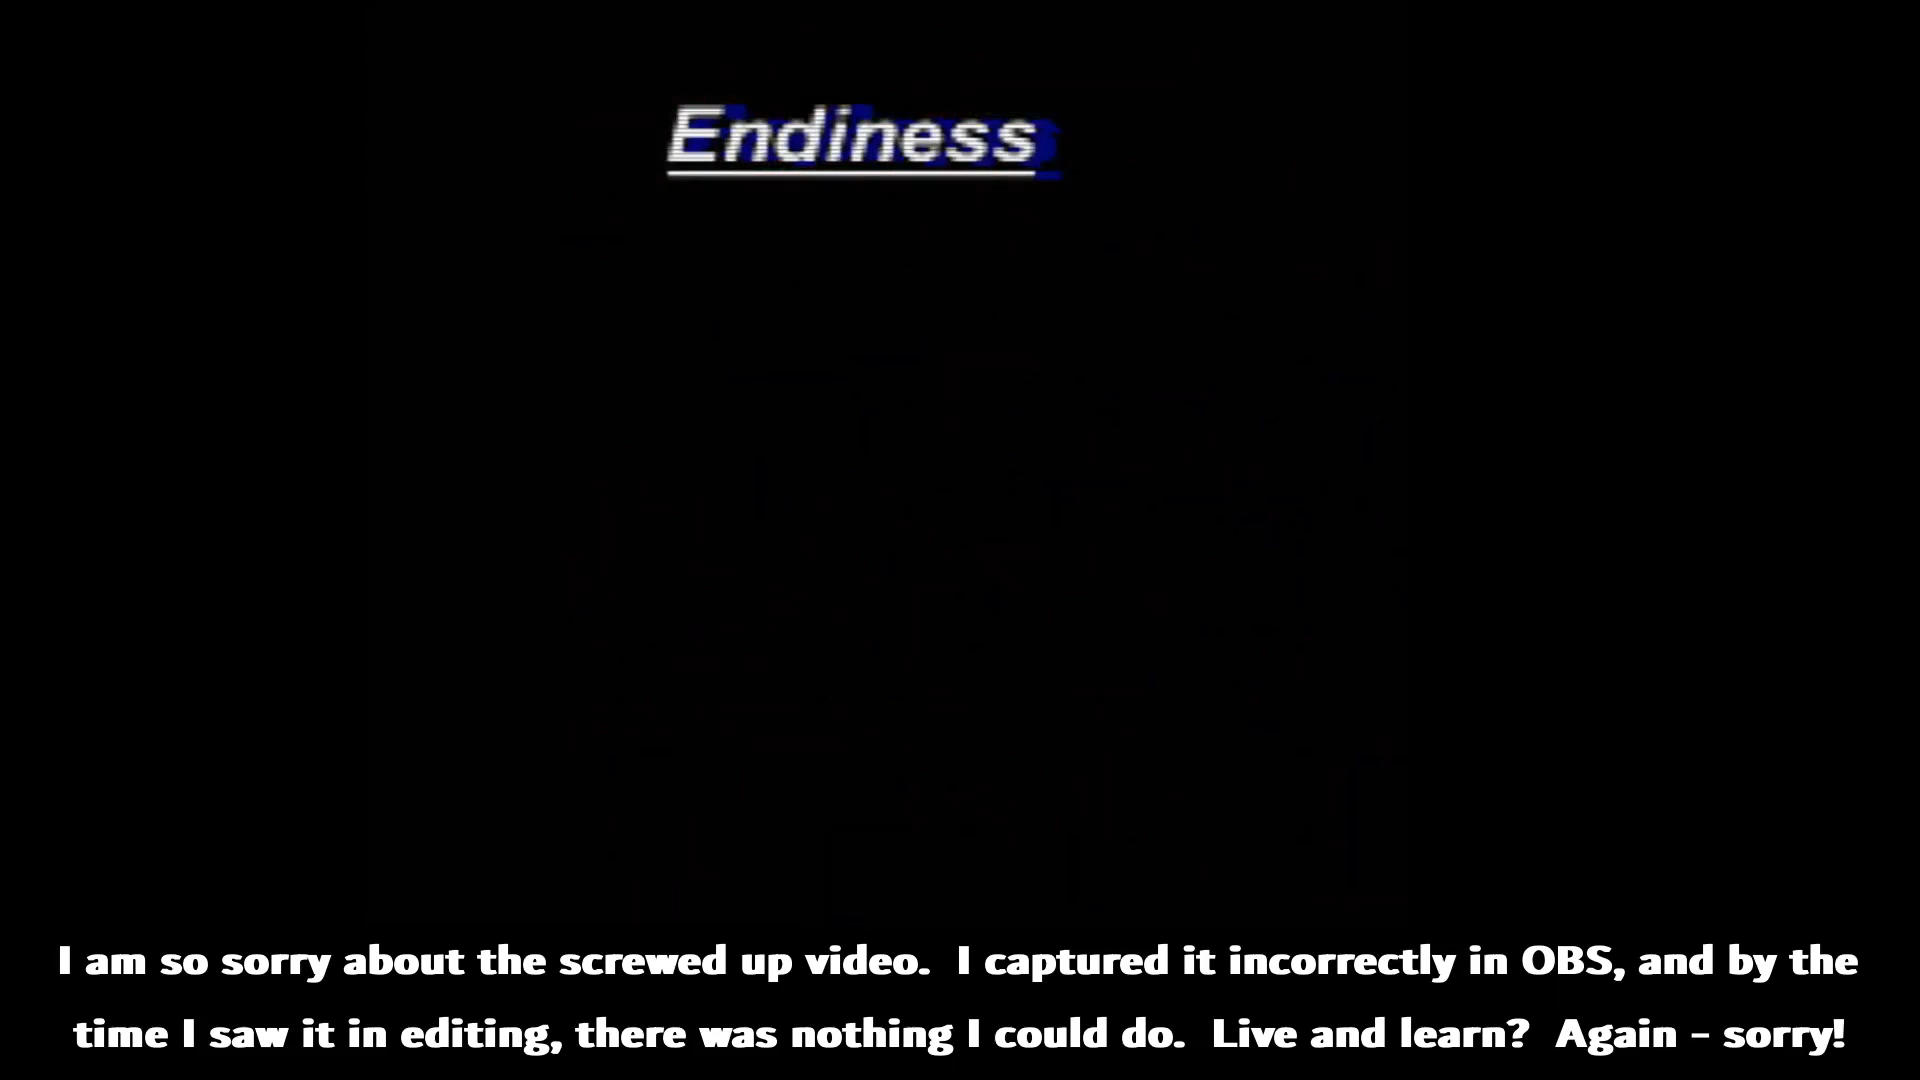 Endiness
I am so sorry about the screwed up video.  I captured it incorrectly in OBS, and by the
time I saw it in editing, there was nothing I could do.  Live and learn?  Again - sorry!